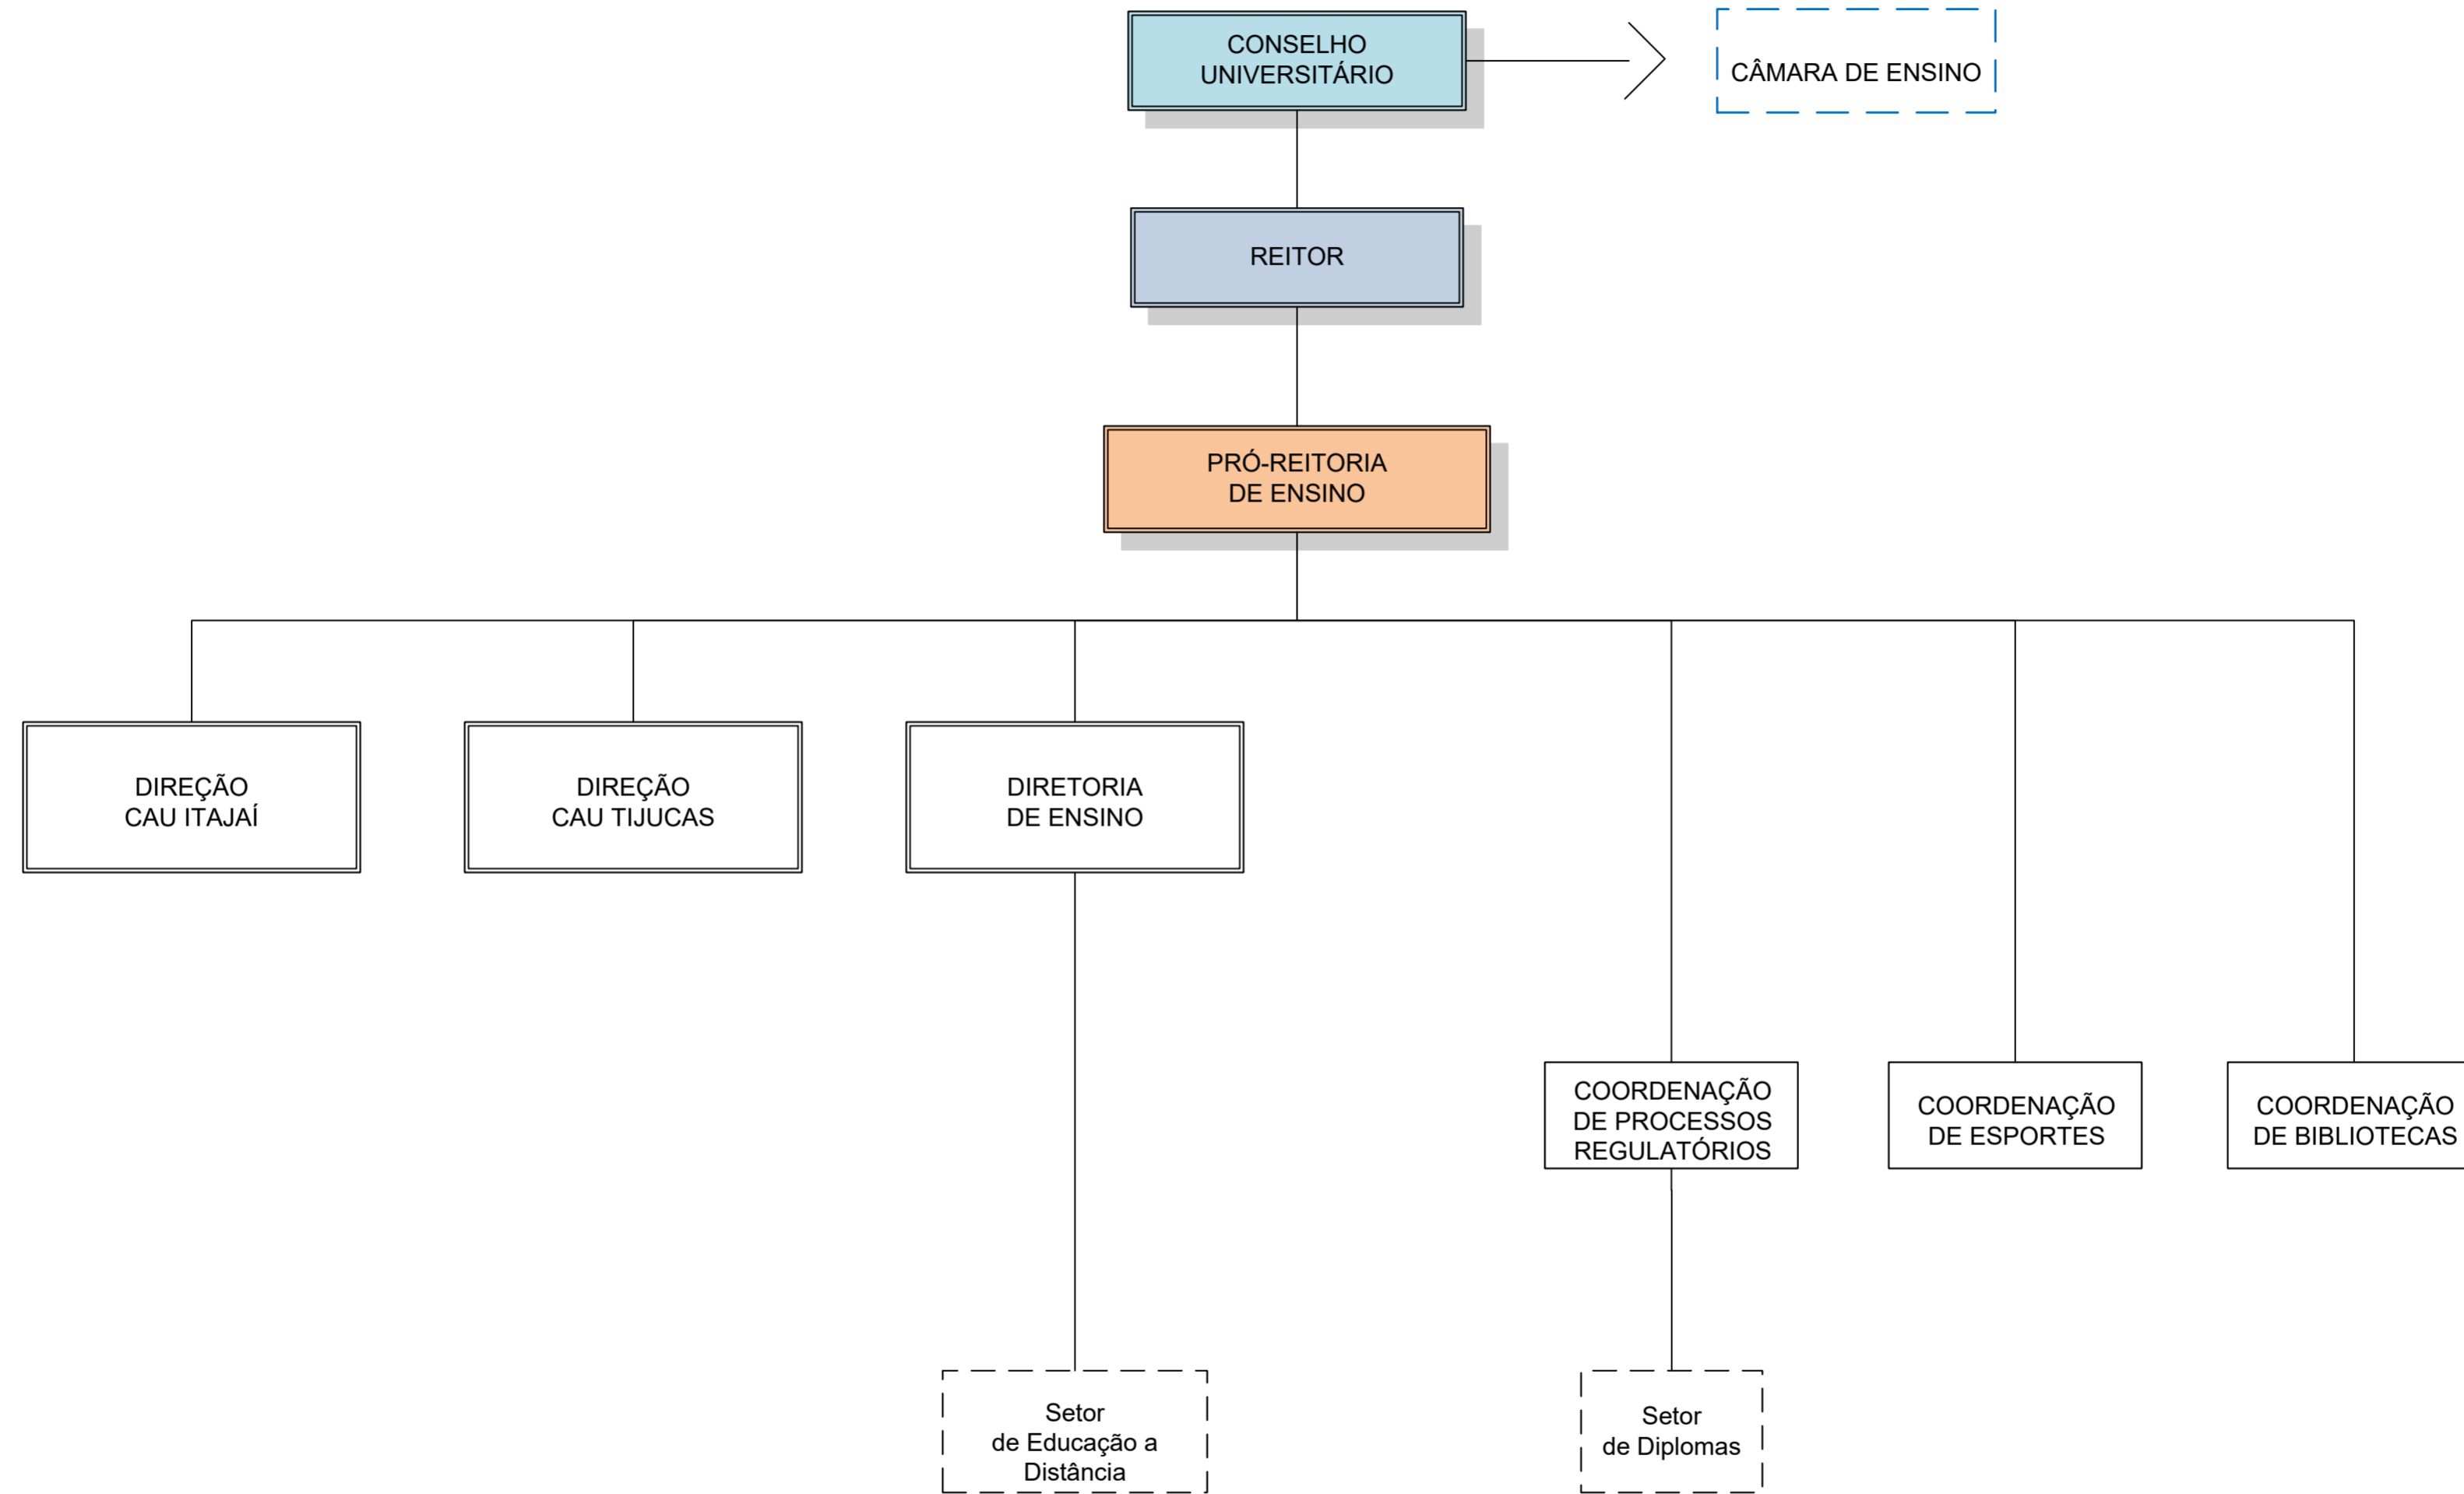 CONSELHO
UNIVERSITÁRIO
CÂMARA DE ENSINO
REITOR
PRÓ-REITORIA
DE ENSINO
DIREÇÃO
CAU ITAJAÍ
DIREÇÃO
CAU TIJUCAS
DIRETORIA
DE ENSINO
COORDENAÇÃO
DE PROCESSOS
REGULATÓRIOS
COORDENAÇÃO
DE ESPORTES
COORDENAÇÃO
DE BIBLIOTECAS
Setor
de Educação a
Distância
Setor
de Diplomas